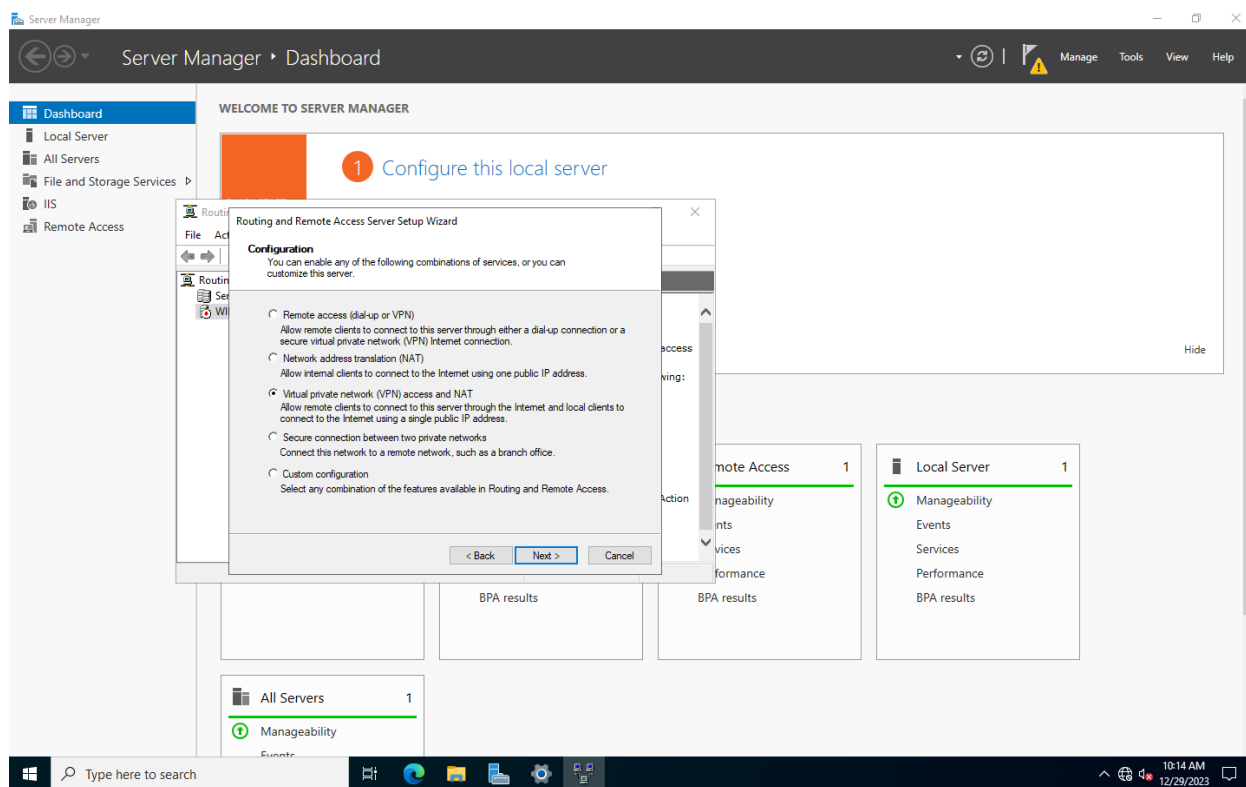 Server Manager
Server Manager • Dashboard
Manage
Tools
View
Help
Dashboard
Local Server
All Servers
File and Storage Services
IIS
Remote Access
WELCOME TO SERVER MANAGER
1 Configure this local server
Hide
File
Routing and Remote Access Server Setup Wizard
Configuration
You can enable any of the following combinations of services, or you can
customize this server.
Remote access (dial-up or VPN)
Allow remote clients to connect to this server through either a dial-up connection or a
secure virtual private network (VPN) Internet connection.
Network address translation (NAT)
Allow internal clients to connect to the Internet using one public IP address.
Virtual private network (VPN) access and NAT
Allow remote clients to connect to this server through the Internet and local clients to
connect to the Internet using a single public IP address.
Secure connection between two private networks
Connect this network to a remote network, such as a branch office.
Custom configuration
Select any combination of the features available in Routing and Remote Access.
< Back
Next >
Cancel
access
Action
Access 1
BPA results
BPA results
Local Server 1
Manageability
Events
Services
Performance
BPA results
All Servers 1
Manageability
Type here to search
10:14 AM
12/29/2023